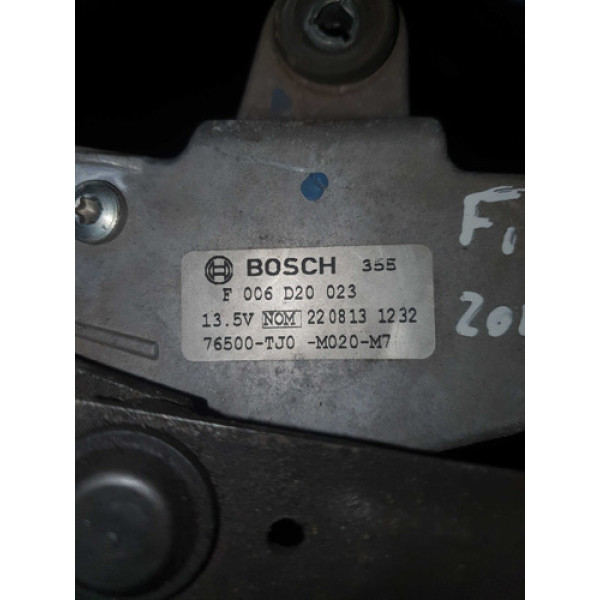 BOSCH 355
F 006 D20 023
13.5V NOM 220813 1232
76500-TJ0 -M020-M7